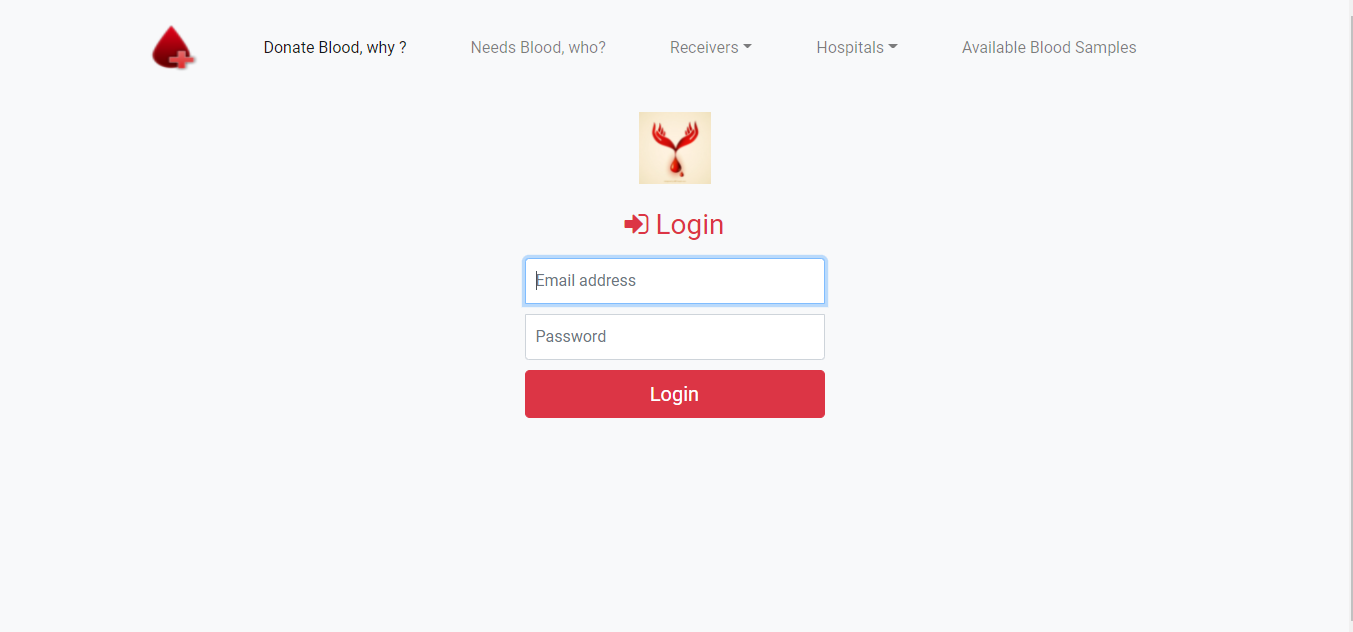 Donate Blood, why ? Needs Blood, who? Receivers Hospitals Available Blood Samples
Login
Email address
Password
Login